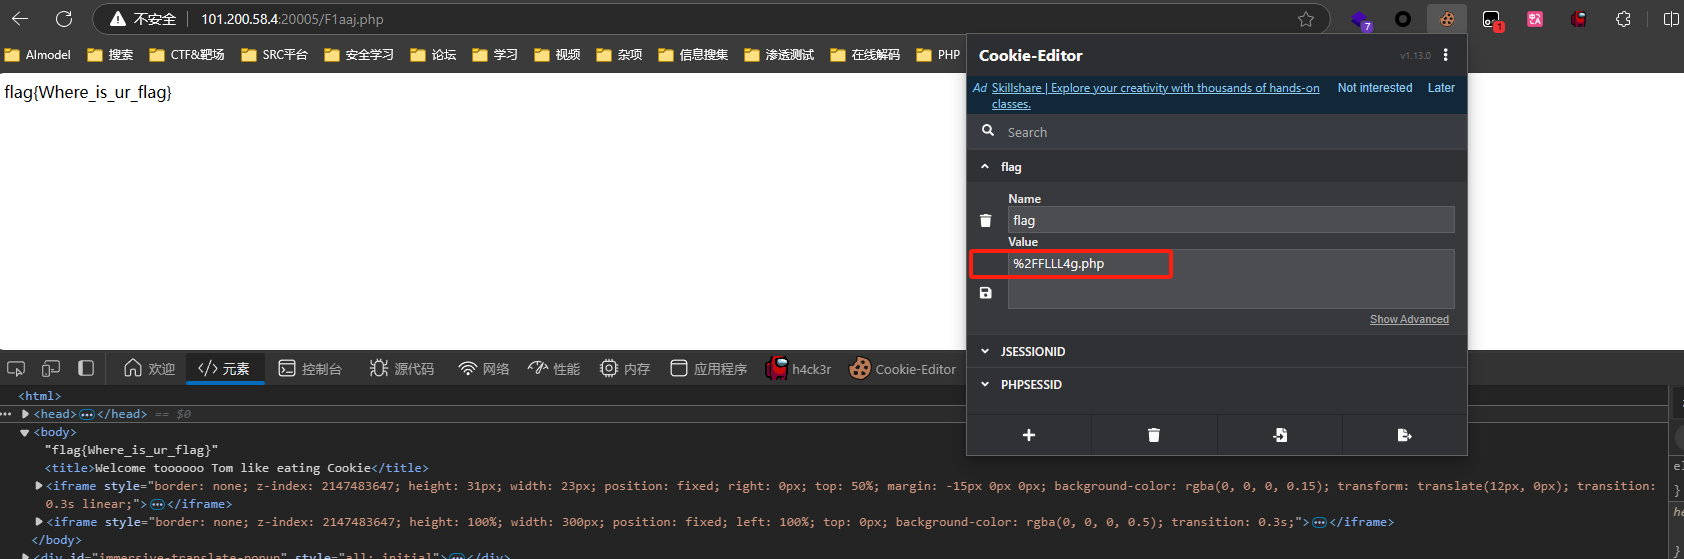 不安全 101.200.58.4:20005/F1aaj.php
7 1
AImodel 搜索 CTF&靶场 SRC平台 安全学习 论坛 学习 视频 杂项 信息搜集 渗透测试 在线解码 PHP
flag{Where_is_ur_flag}
Cookie-Editor v1.13.0
Ad Skillshare | Explore your creativity with thousands of hands-on Not interested Later
classes.
Search
flag
Name
flag
Value
%2FFLLL4g.php
Show Advanced
JSESSIONID
PHPSESSID
欢迎 </> 元素 控制台 源代码 网络 性能 内存 应用程序 h4ck3r Cookie-Editor
<html>
<head>…</head> == $0
<body>
"flag{Where_is_ur_flag}"
<title>Welcome toooooo Tom like eating Cookie</title>
<iframe style="border: none; z-index: 2147483647; height: 31px; width: 23px; position: fixed; right: 0px; top: 50%; margin: -15px 0px 0px; background-color: rgba(0, 0, 0, 0.15); transform: translate(12px, 0px); transition:
0.3s linear;">…</iframe>
<iframe style="border: none; z-index: 2147483647; height: 100%; width: 300px; position: fixed; left: 100%; top: 0px; background-color: rgba(0, 0, 0, 0.5); transition: 0.3s;">…</iframe>
</body>
<div id="immersive-translate-popup" style="all: initial">…</div>
el
}
he
}